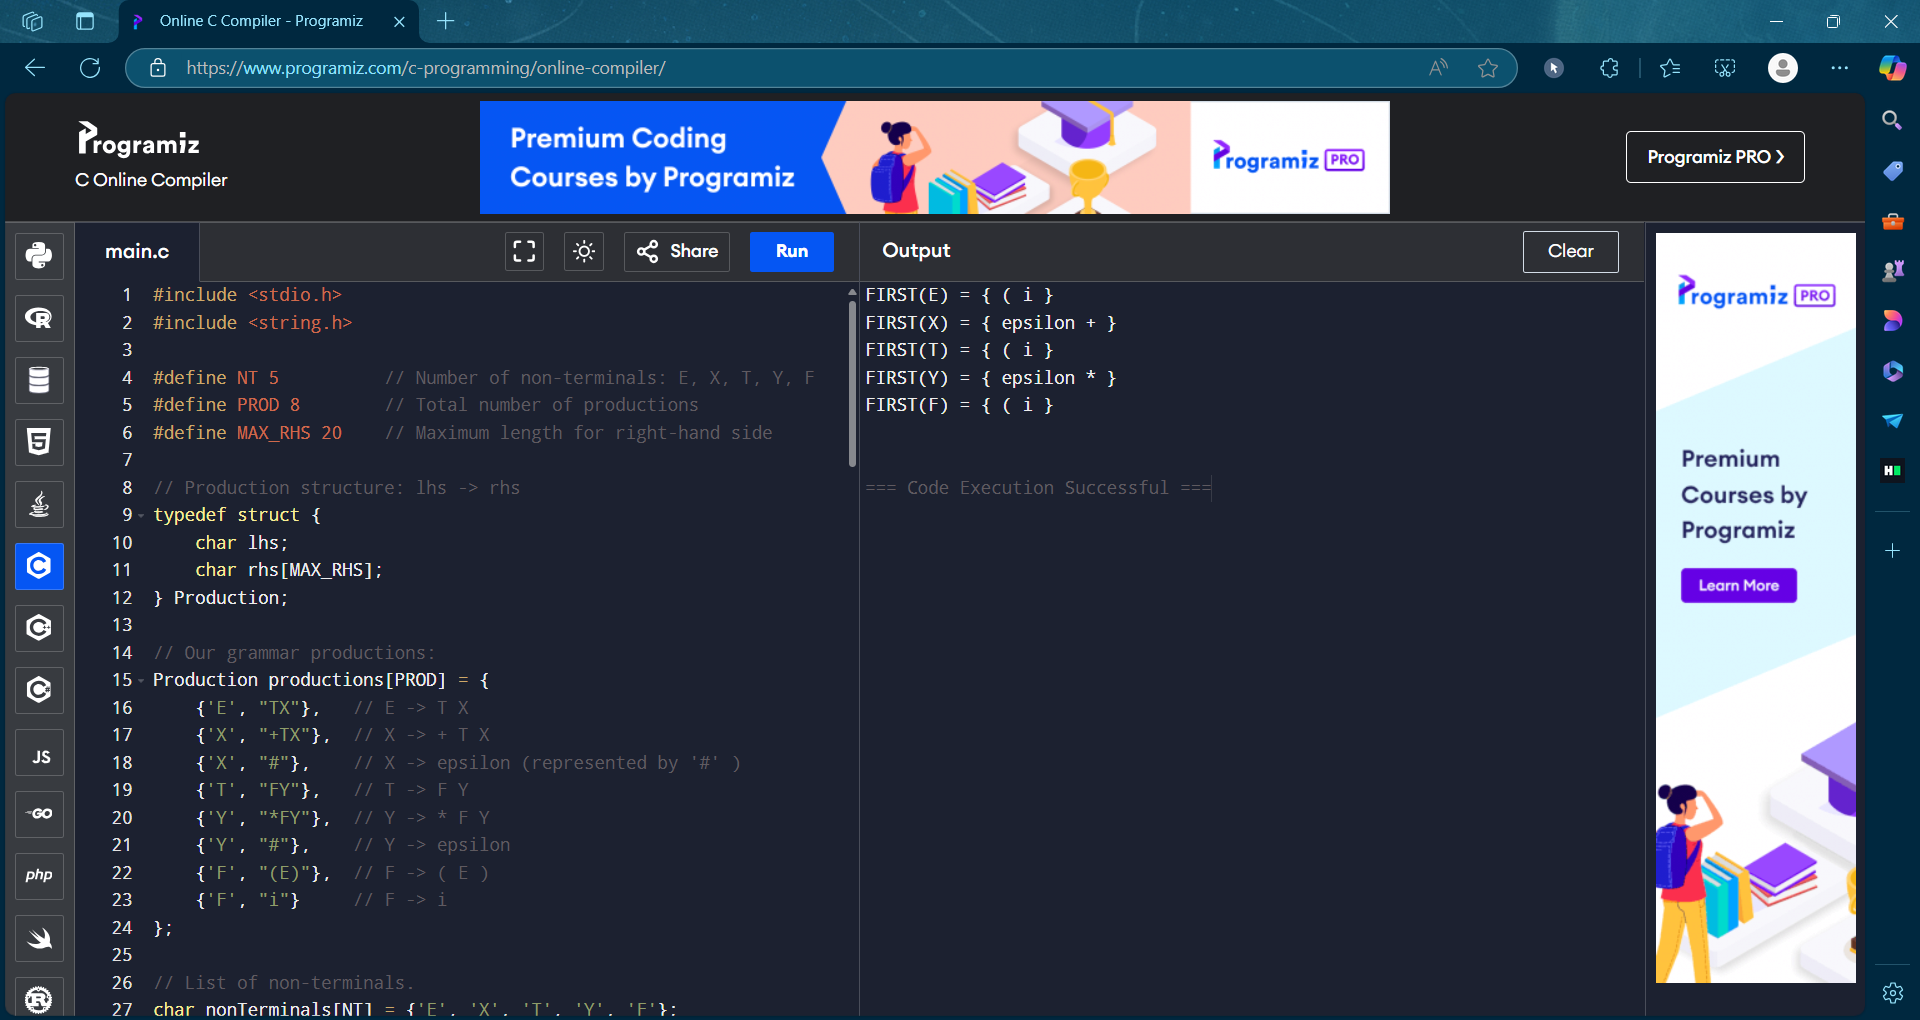 Online C Compiler - Programiz
https://www.programiz.com/c-programming/online-compiler/
Programiz
C Online Compiler
Premium Coding
Courses by Programiz
Programiz PRO
Programiz PRO
main.c
Share
Run
Output
Clear
1 #include <stdio.h>
2 #include <string.h>
3
4 #define NT 5 // Number of non-terminals: E, X, T, Y, F
5 #define PROD 8 // Total number of productions
6 #define MAX_RHS 20 // Maximum length for right-hand side
7
8 // Production structure: lhs -> rhs
9 typedef struct {
10 char lhs;
11 char rhs[MAX_RHS];
12 } Production;
13
14 // Our grammar productions:
15 Production productions[PROD] = {
16 {'E', "TX"}, // E -> T X
17 {'X', "+TX"}, // X -> + T X
18 {'X', "#"}, // X -> epsilon (represented by '#' )
19 {'T', "FY"}, // T -> F Y
20 {'Y', "*FY"}, // Y -> * F Y
21 {'Y', "#"}, // Y -> epsilon
22 {'F', "(E)"}, // F -> ( E )
23 {'F', "i"} // F -> i
24 };
25
26 // List of non-terminals.
27 char nonTerminals[NT] = {'E', 'X', 'T', 'Y', 'F'};
FIRST(E) = { ( i }
FIRST(X) = { epsilon + }
FIRST(T) = { ( i }
FIRST(Y) = { epsilon * }
FIRST(F) = { ( i }
=== Code Execution Successful ===
Programiz PRO
Premium
Courses by
Programiz
Learn More
JS
GO
php